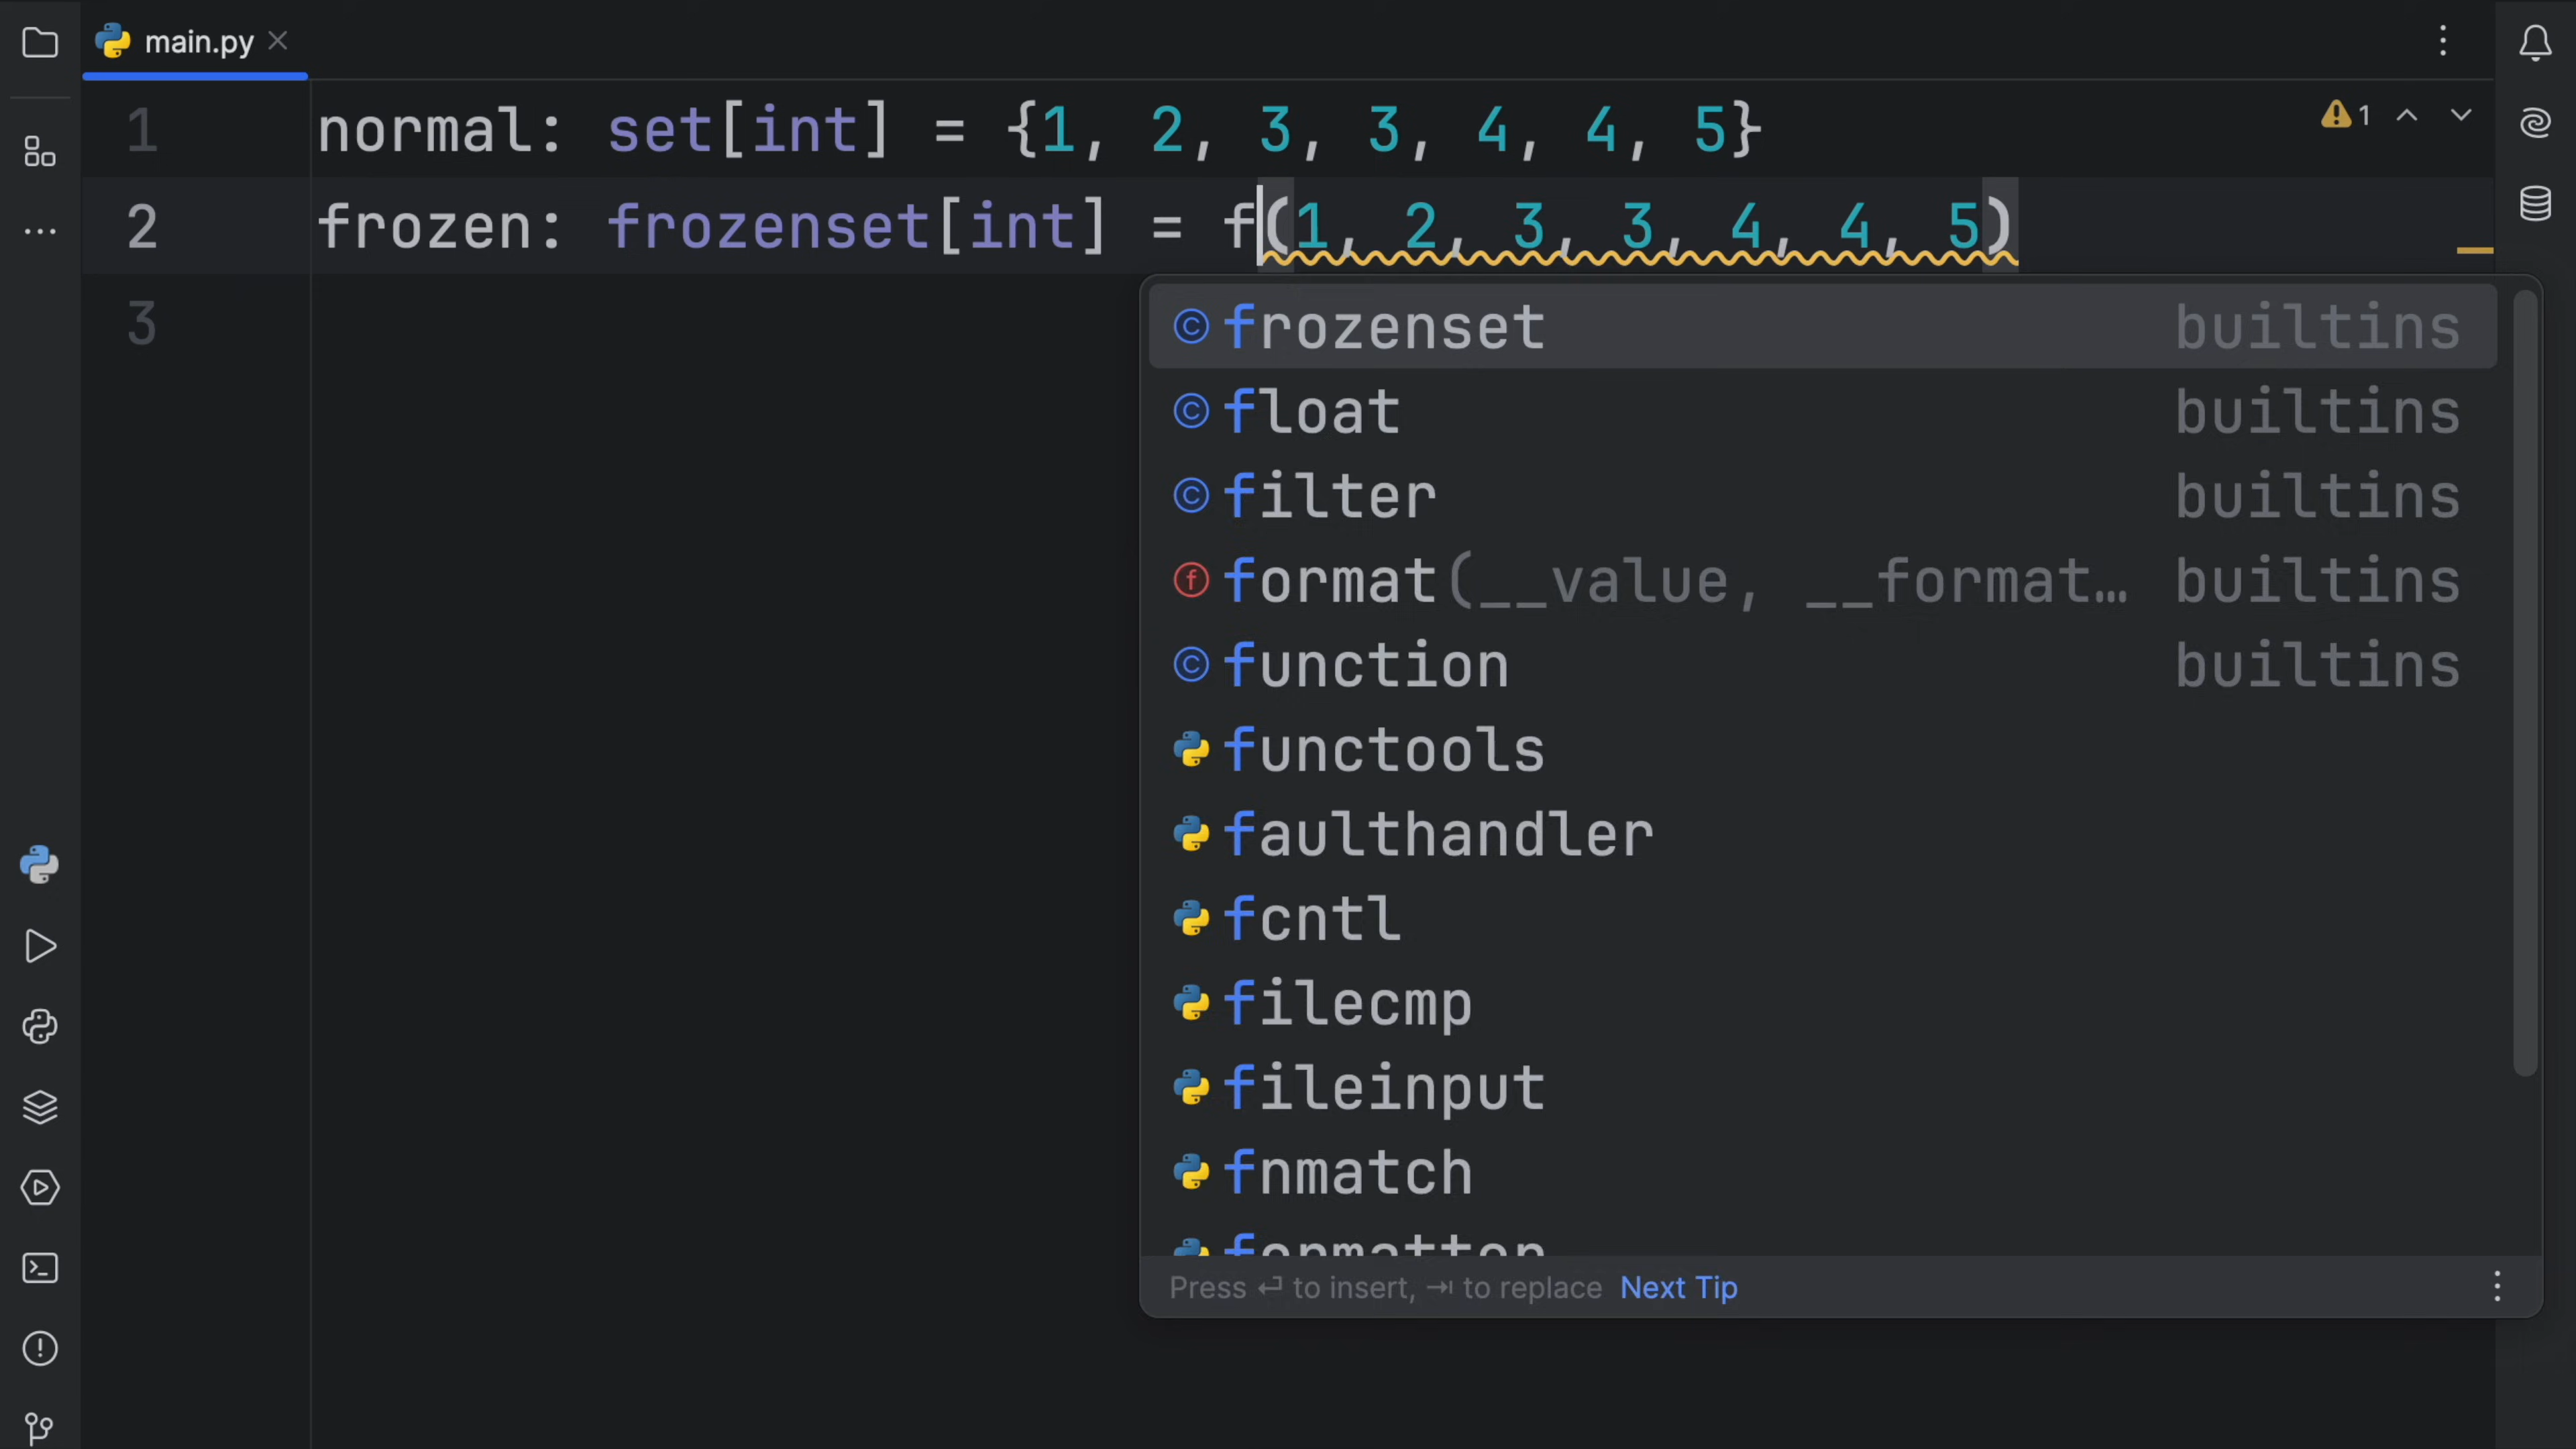 main.py
1 normal: set[int] = {1, 2, 3, 3, 4, 4, 5}
1
2 frozen: frozenset[int] = f(1, 2, 3, 3, 4, 4, 5)
3
frozenset builtins
float builtins
filter builtins
format(__value, __format… builtins
function builtins
functools
faulthandler
fcntl
filecmp
fileinput
fnmatch
formatter
Press ⏎ to insert, ⇥ to replace Next Tip